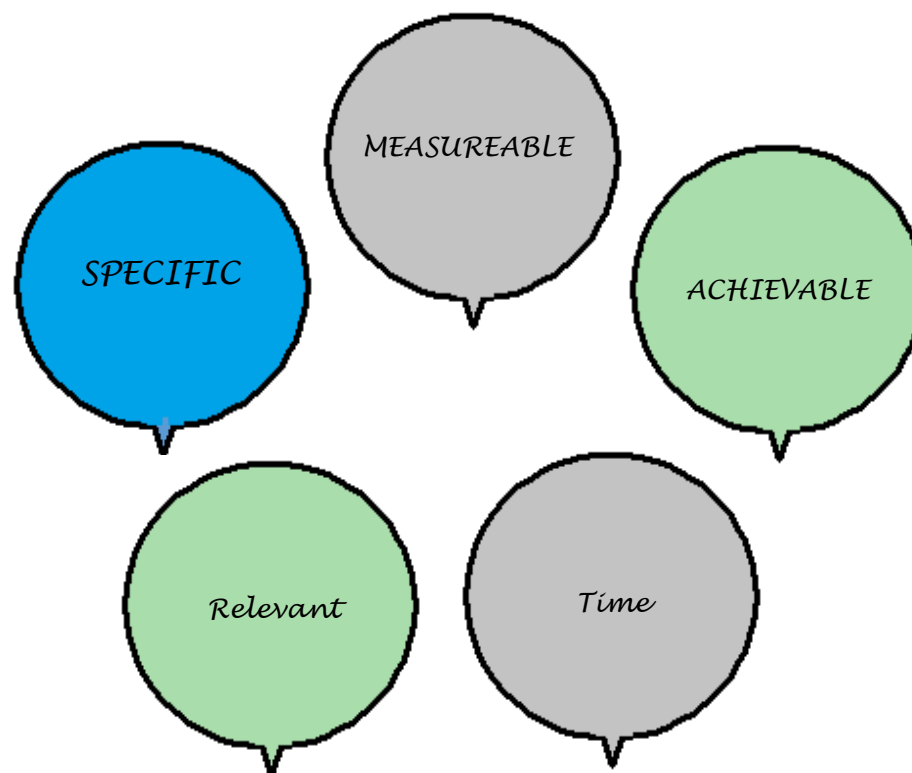 SPECIFIC
MEASUREABLE
ACHIEVABLE
Relevant
Time